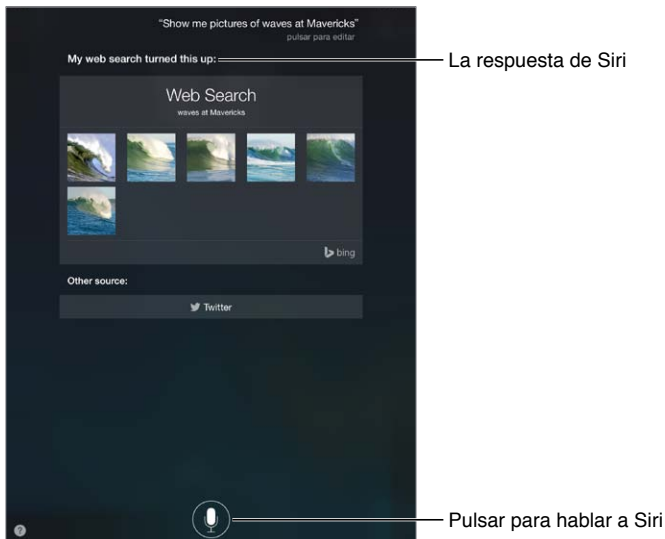 “Show me pictures of waves at Mavericks”
pulsar para editar
My web search turned this up:
La respuesta de Siri
Web Search
waves at Mavericks
bing
Other source:
Twitter
Pulsar para hablar a Siri
?